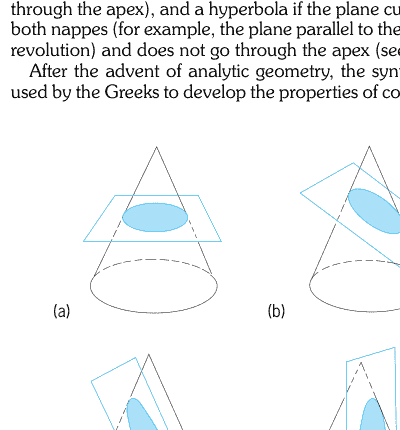 through the apex), and a hyperbola if the plane cu
both nappes (for example, the plane parallel to the
revolution) and does not go through the apex (see
After the advent of analytic geometry, the syn
used by the Greeks to develop the properties of co
(a)
(b)